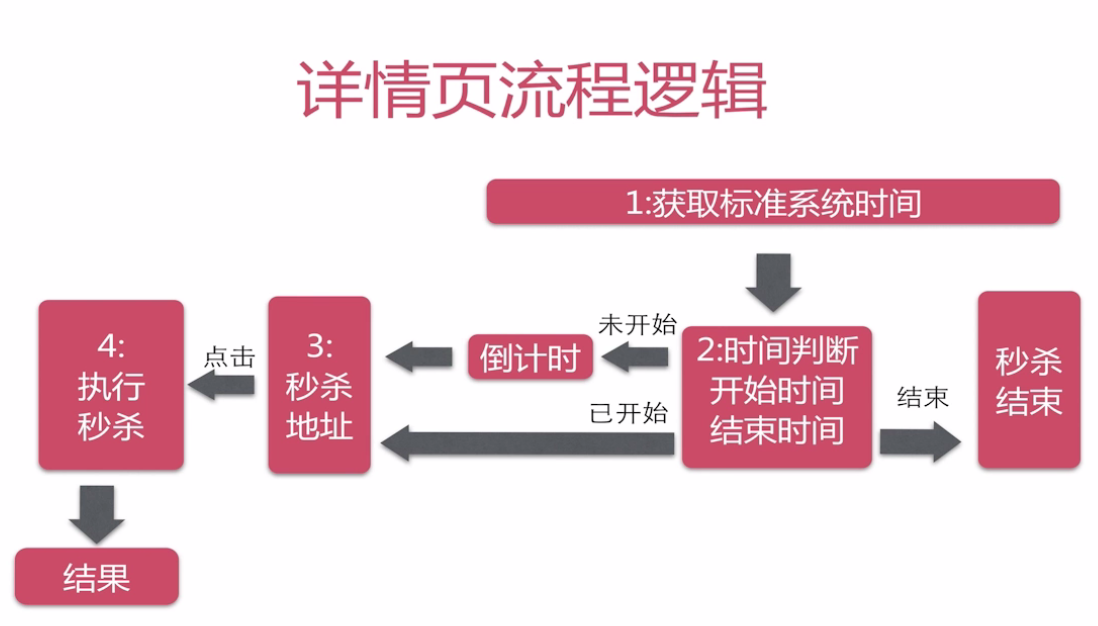 详情页流程逻辑
1:获取标准系统时间
4:
执行
秒杀
点击
3:
秒杀
地址
倒计时
未开始
已开始
2:时间判断
开始时间
结束时间
结束
秒杀
结束
结果